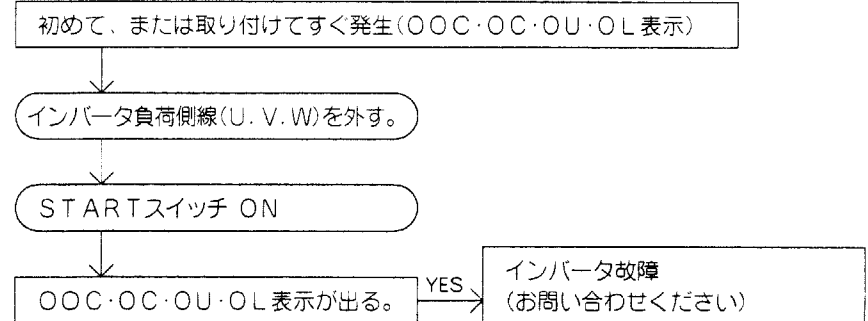 初めて、または取り付けてすぐ発生(OOC·OC·OU·OL表示)
インバータ負荷側線(U.V.W)を外す。
STARTスイッチ ON
OOC·OC·OU·OL表示が出る。
YES
インバータ故障
(お問い合わせください)